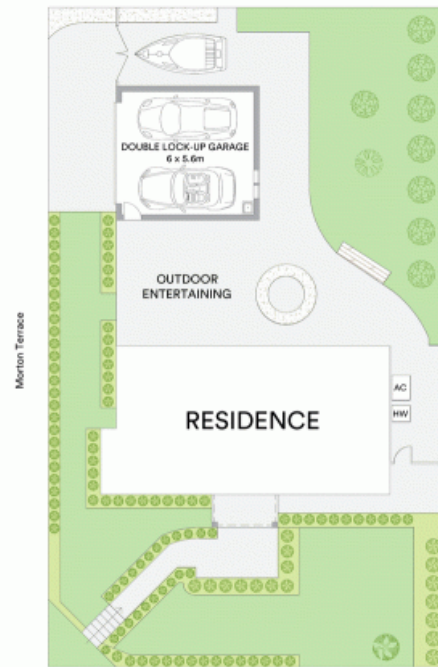 DOUBLE LOCK-UP GARAGE
6 x 5.6m
OUTDOOR
ENTERTAINING
Morton Terrace
AC
RESIDENCE
HW